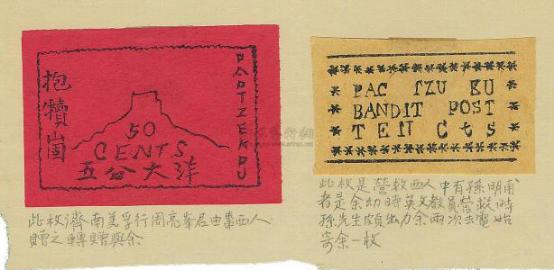 抱犢崮
PAOTZEKU
50
CENTS
五谷大洋
此枚濟南美孚行周亮峯君由臺西人
贈之轉贈與余
PAC TZU KU
BANDIT POST
TEN Cts
此枚是營救西人中有孫明甫
者是余幼時英文教員營救時
孫先生頗出力余兩次去電始
寄余一枚